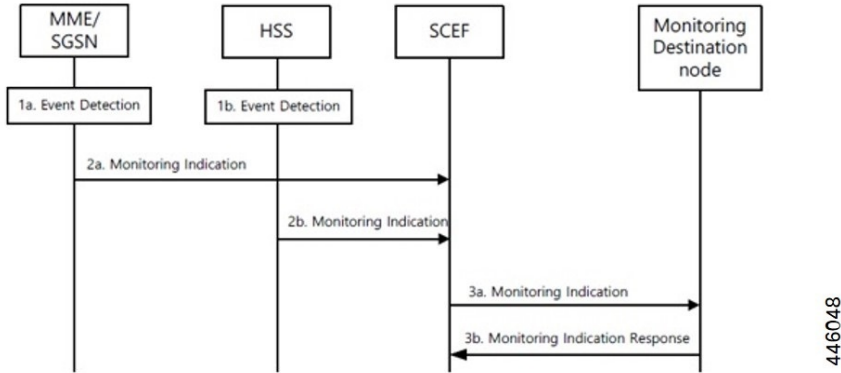 MME/
SGSN
HSS
SCEF
Monitoring
Destination
node
1a. Event Detection
1b. Event Detection
2a. Monitoring Indication
2b. Monitoring Indication
3a. Monitoring Indication
3b. Monitoring Indication Response
446048